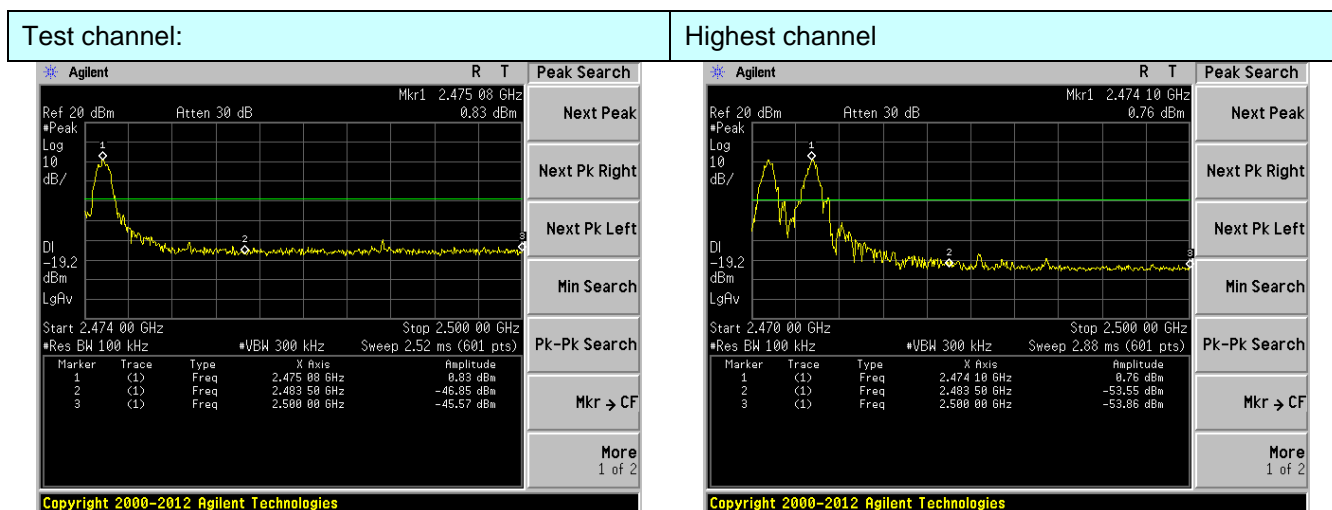 Test channel:
Highest channel
Agilent
R T
Peak Search
Mkr1 2.475 08 GHz
Ref 20 dBm
Atten 30 dB
0.83 dBm
#Peak
Log
10
dB/
1
2
3
DI
-19.2
dBm
LgAv
Start 2.474 00 GHz
Stop 2.500 00 GHz
#Res BW 100 kHz
#VBW 300 kHz
Sweep 2.52 ms (601 pts)
Marker Trace Type X Axis Amplitude
1 (1) Freq 2.475 08 GHz 0.83 dBm
2 (1) Freq 2.483 50 GHz -46.85 dBm
3 (1) Freq 2.500 00 GHz -45.57 dBm
Next Peak
Next Pk Right
Next Pk Left
Min Search
Pk-Pk Search
Mkr → CF
More
1 of 2
Copyright 2000-2012 Agilent Technologies
Agilent
R T
Peak Search
Mkr1 2.474 10 GHz
Ref 20 dBm
Atten 30 dB
0.76 dBm
#Peak
Log
10
dB/
1
2
3
DI
-19.2
dBm
LgAv
Start 2.470 00 GHz
Stop 2.500 00 GHz
#Res BW 100 kHz
#VBW 300 kHz
Sweep 2.88 ms (601 pts)
Marker Trace Type X Axis Amplitude
1 (1) Freq 2.474 10 GHz 0.76 dBm
2 (1) Freq 2.483 50 GHz -53.55 dBm
3 (1) Freq 2.500 00 GHz -53.86 dBm
Next Peak
Next Pk Right
Next Pk Left
Min Search
Pk-Pk Search
Mkr → CF
More
1 of 2
Copyright 2000-2012 Agilent Technologies